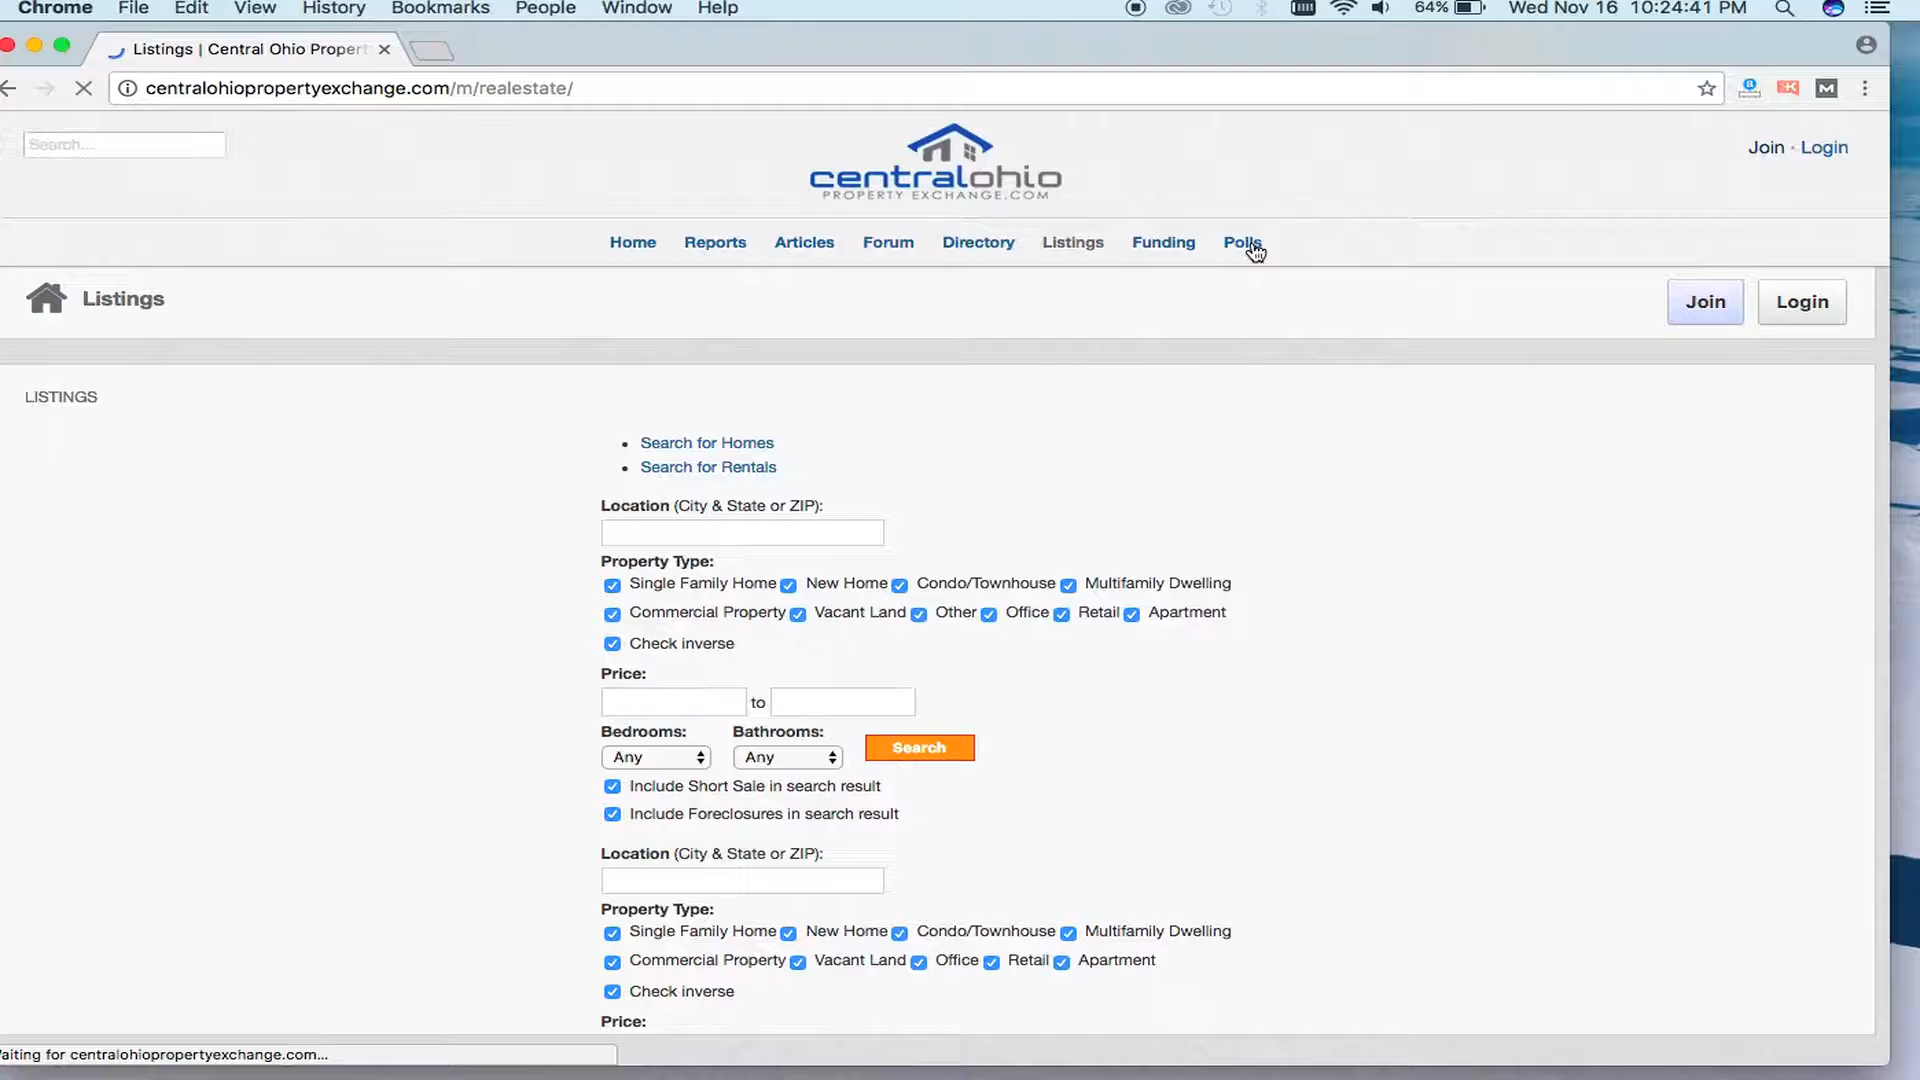 Chrome File Edit View History Bookmarks People Window Help 64% Wed Nov 16 10:24:41 PM
Listings | Central Ohio Propert
centralohiopropertyexchange.com/m/realestate/
Search...
centralohio
PROPERTY EXCHANGE.COM
Join · Login
Home Reports Articles Forum Directory Listings Funding Polls
Listings
Join Login
LISTINGS
• Search for Homes
• Search for Rentals
Location (City & State or ZIP):
Property Type:
Single Family Home New Home Condo/Townhouse Multifamily Dwelling
Commercial Property Vacant Land Other Office Retail Apartment
Check inverse
Price:
to
Bedrooms: Bathrooms:
Any Any Search
Include Short Sale in search result
Include Foreclosures in search result
Location (City & State or ZIP):
Property Type:
Single Family Home New Home Condo/Townhouse Multifamily Dwelling
Commercial Property Vacant Land Office Retail Apartment
Check inverse
Price:
aiting for centralohiopropertyexchange.com...